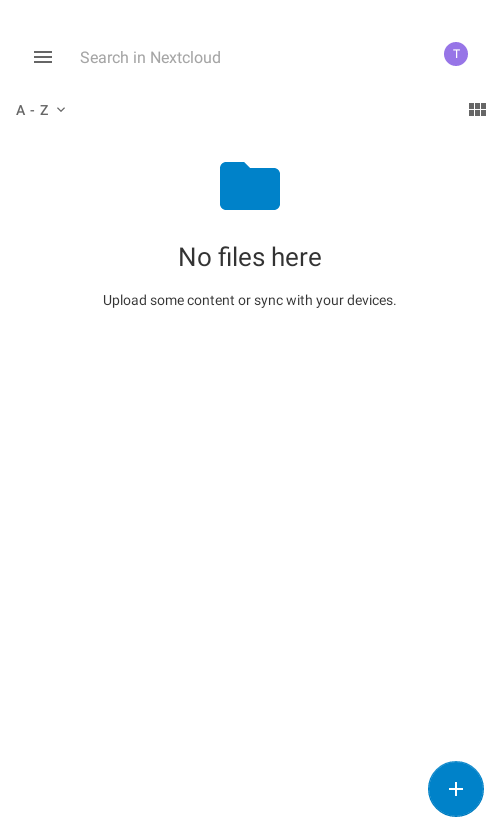 Search in Nextcloud
T
A - Z
No files here
Upload some content or sync with your devices.